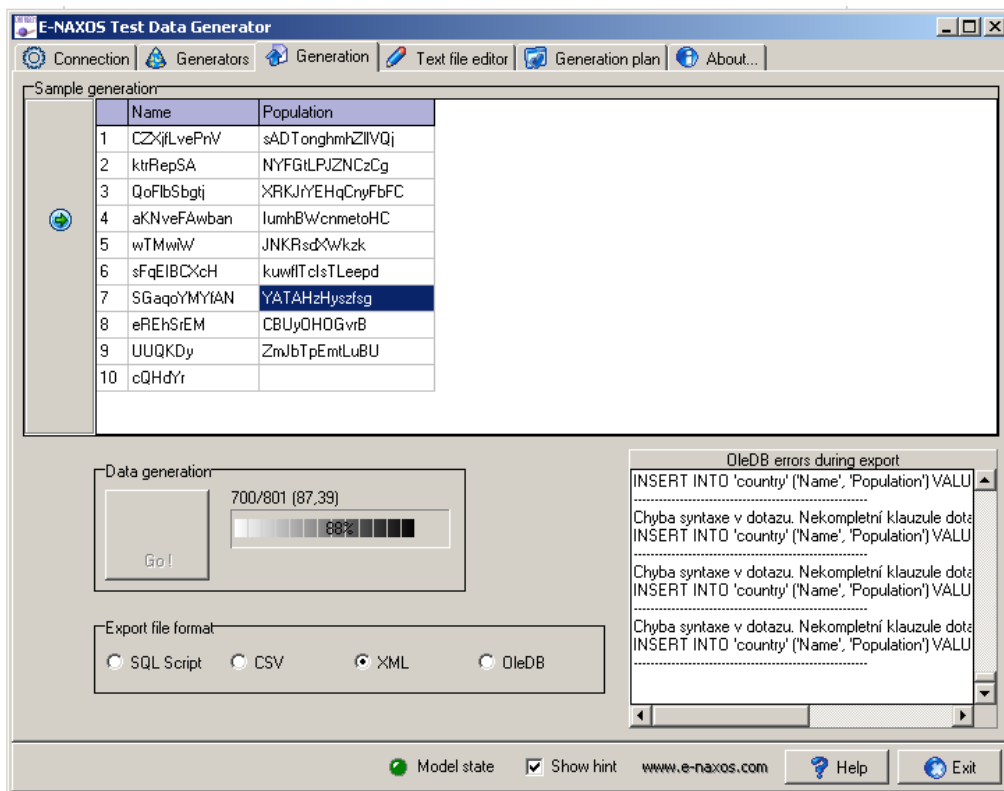 E-NAXOS Test Data Generator
Connection Generators Generation Text file editor Generation plan About...
Sample generation
Name Population
1 CZXjfLvePnV sADTonghmhZlIVQj
2 ktrRepSA NYFGtLPJZNCzCg
3 QoFIbSbgtj XRKJrYEHqCnyFbFC
4 aKNveFAwban IumhBWcnmetoHC
5 wTMwiW JNKRsdXWkzk
6 sFqEIBCXcH kuwfITcIsTLeepd
7 SGaqoYMYfAN YATAHzHyszfsg
8 eREhSrEM CBUyOHOGvrB
9 UUQKDy ZmJbTpEmtLuBU
10 cQHdYr
Data generation
700/801 (87,39)
88%
Go!
Export file format
SQL Script CSV XML OleDB
OleDB errors during export
INSERT INTO 'country' ('Name', 'Population') VALU
------------------------------------------------
Chyba syntaxe v dotazu. Nekompletní klauzule dota
INSERT INTO 'country' ('Name', 'Population') VALU
------------------------------------------------
Chyba syntaxe v dotazu. Nekompletní klauzule dota
INSERT INTO 'country' ('Name', 'Population') VALU
------------------------------------------------
Chyba syntaxe v dotazu. Nekompletní klauzule dota
INSERT INTO 'country' ('Name', 'Population') VALU
------------------------------------------------
Model state Show hint www.e-naxos.com Help Exit